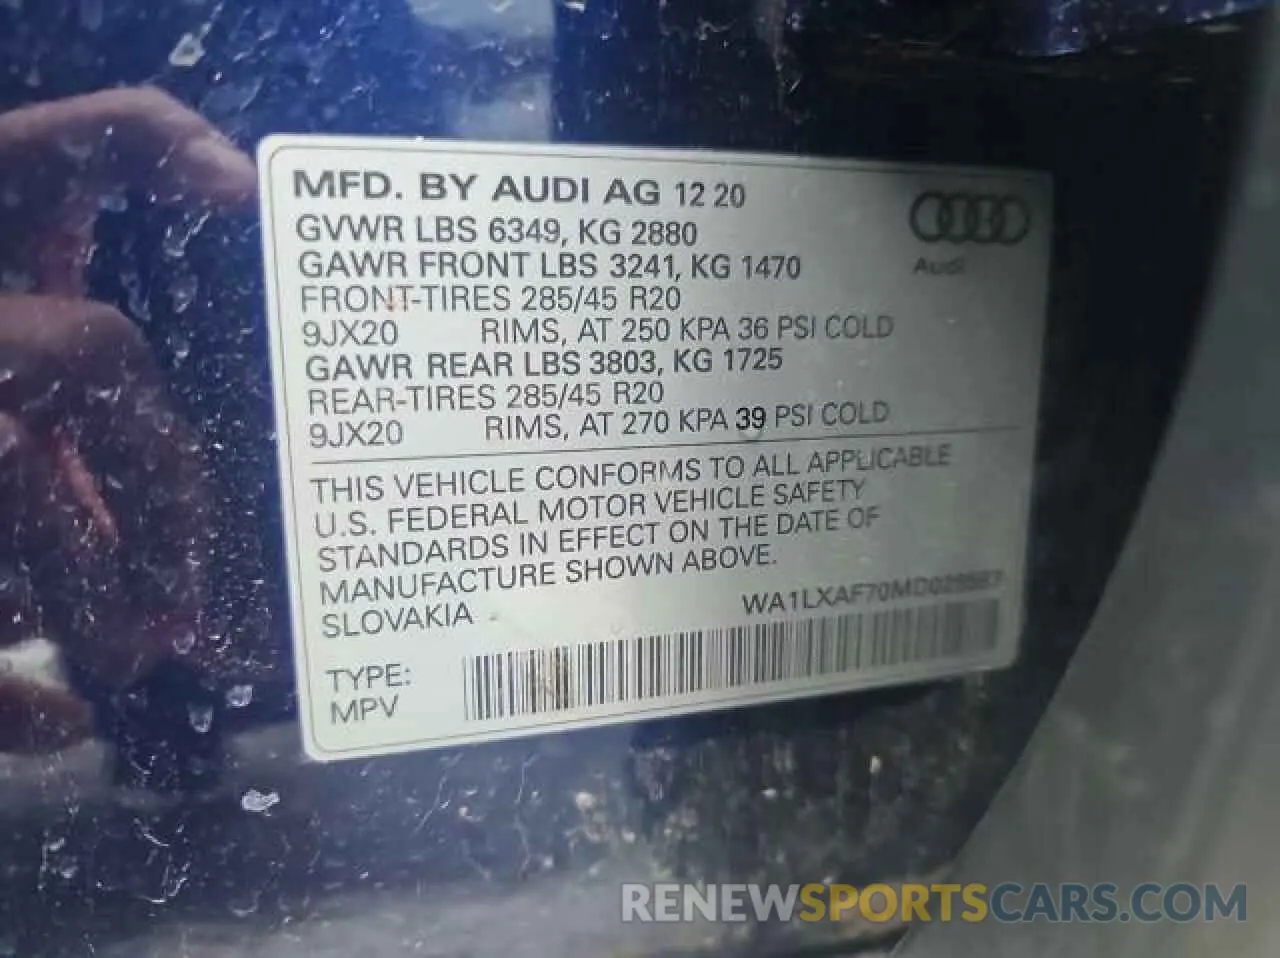 MFD. BY AUDI AG 12 20
GVWR LBS 6349, KG 2880
GAWR FRONT LBS 3241, KG 1470
FRONT-TIRES 285/45 R20
9JX20 RIMS, AT 250 KPA 36 PSI COLD
GAWR REAR LBS 3803, KG 1725
REAR-TIRES 285/45 R20
9JX20 RIMS, AT 270 KPA 39 PSI COLD
Audi
THIS VEHICLE CONFORMS TO ALL APPLICABLE
U.S. FEDERAL MOTOR VEHICLE SAFETY
STANDARDS IN EFFECT ON THE DATE OF
MANUFACTURE SHOWN ABOVE.
SLOVAKIA
TYPE:
MPV
RENEWSPORTSCARS.COM